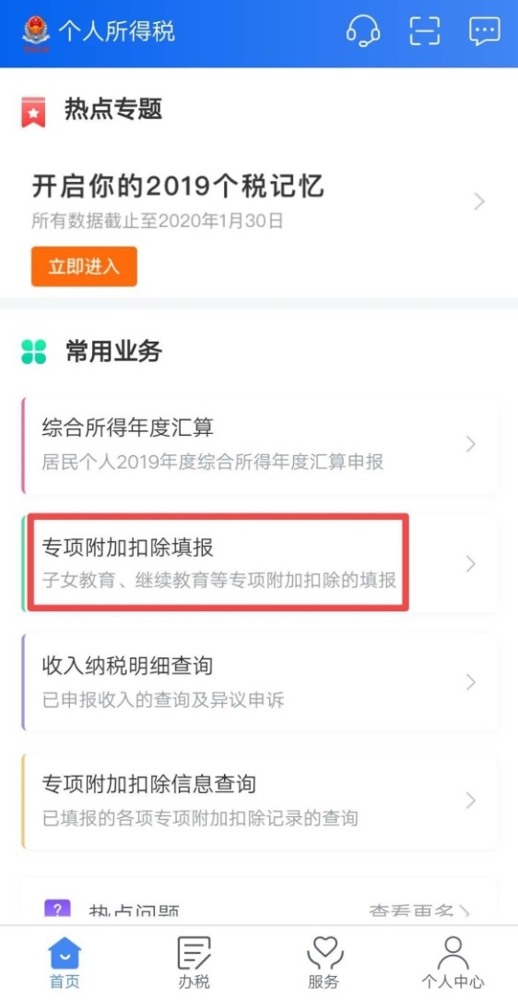 个人所得税
热点专题
开启你的2019个税记忆
所有数据截止至2020年1月30日
立即进入
常用业务
综合所得年度汇算
居民个人2019年度综合所得年度汇算申报
专项附加扣除填报
子女教育、继续教育等专项附加扣除的填报
收入纳税明细查询
已申报收入的查询及异议申诉
专项附加扣除信息查询
已填报的各项专项附加扣除记录的查询
?
热点问题
查看更多
首页
办税
服务
个人中心